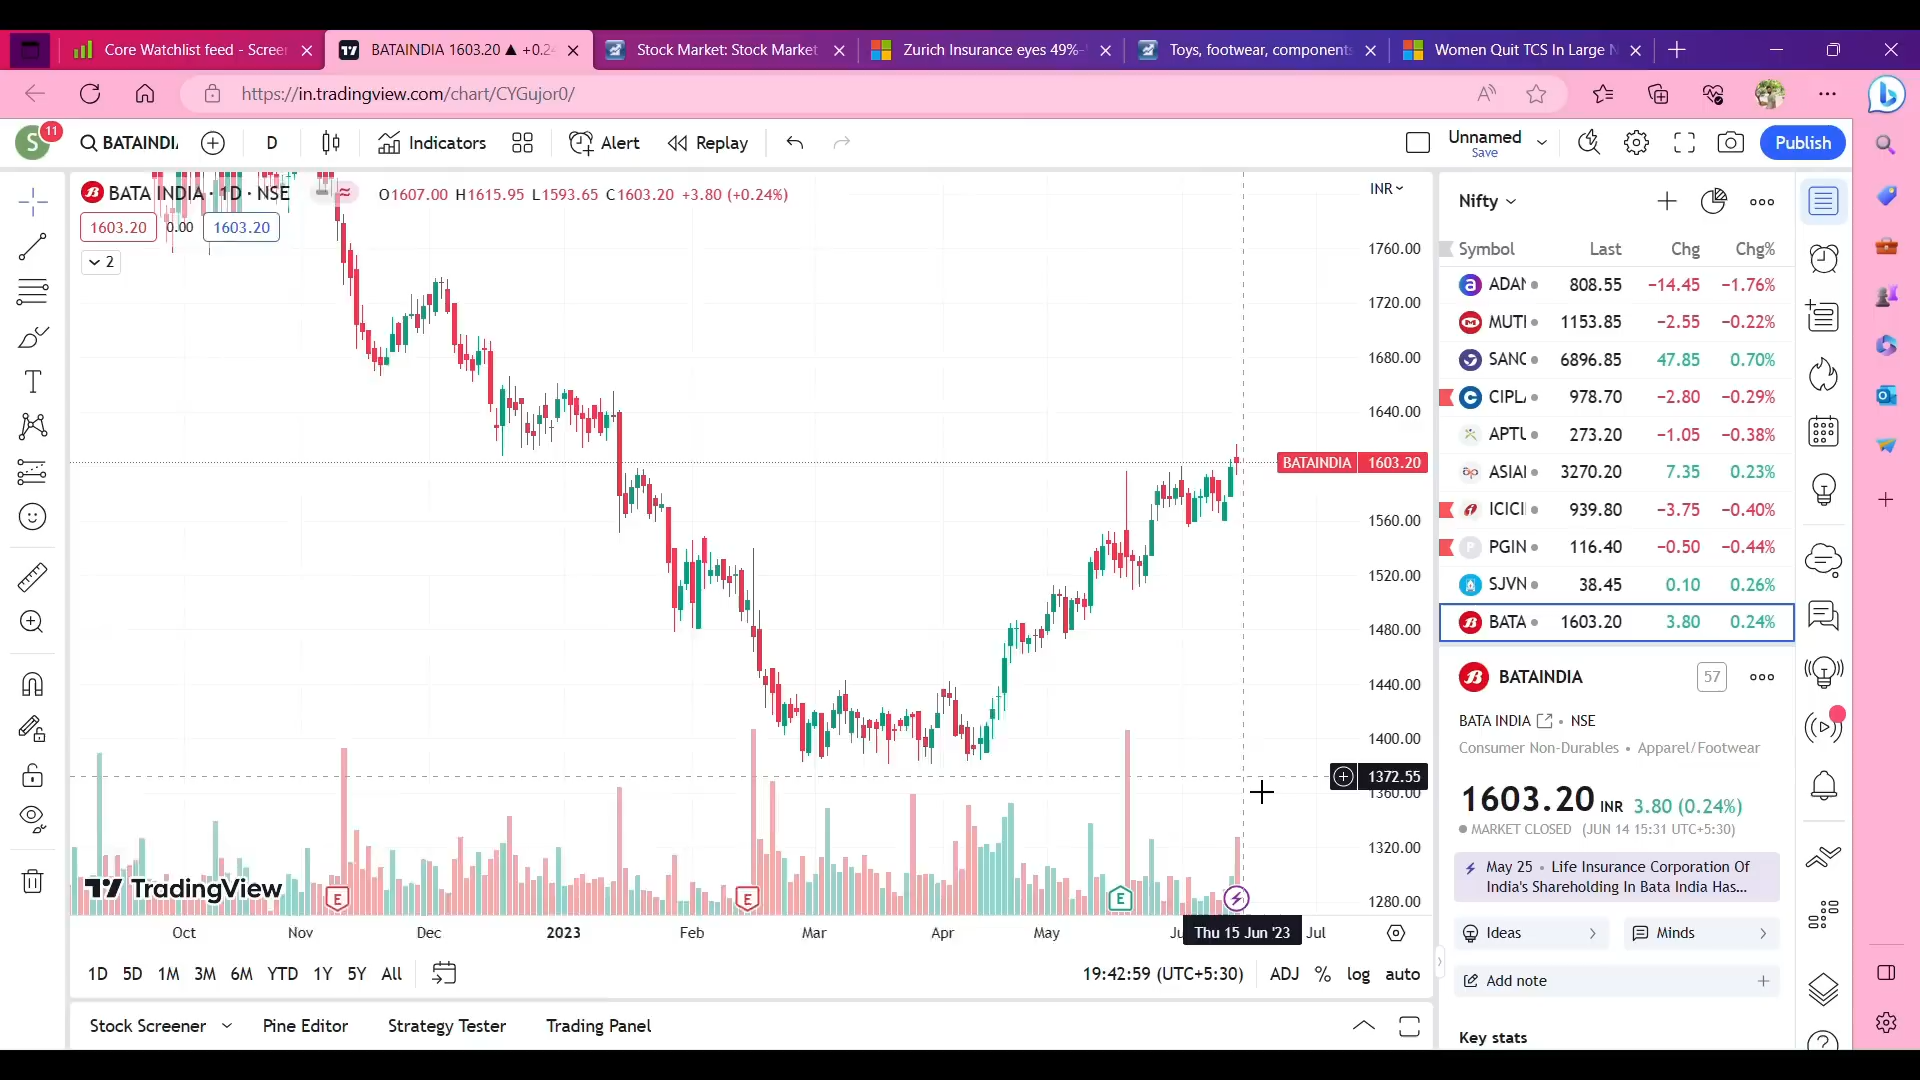 Core Watchlist feed - Screer
BATAINDIA 1603.20 ▲ +0.2
Stock Market: Stock Market
Zurich Insurance eyes 49%-
Toys, footwear, components
Women Quit TCS In Large N
https://in.tradingview.com/chart/CYGujor0/
S
11
BATAINDIA
D
Indicators
Alert
Replay
Unnamed
Save
Publish
BATA INDIA · 1D · NSE
O1607.00 H1615.95 L1593.65 C1603.20 +3.80 (+0.24%)
1603.20
0.00
1603.20
2
INR
1760.00
1720.00
1680.00
1640.00
BATAINDIA 1603.20
1560.00
1520.00
1480.00
1440.00
1400.00
1372.55
1360.00
1320.00
1280.00
TradingView
E
E
E
Oct
Nov
Dec
2023
Feb
Mar
Apr
May
Thu 15 Jun '23
Jul
1D 5D 1M 3M 6M YTD 1Y 5Y All
19:42:59 (UTC+5:30)
ADJ % log auto
Stock Screener
Pine Editor
Strategy Tester
Trading Panel
Nifty
Symbol Last Chg Chg%
ADAN 808.55 −14.45 −1.76%
MUTH 1153.85 −2.55 −0.22%
SANO 6896.85 47.85 0.70%
CIPLA 978.70 −2.80 −0.29%
APTU 273.20 −1.05 −0.38%
ASIAN 3270.20 7.35 0.23%
ICICI 939.80 −3.75 −0.40%
P PGIN 116.40 −0.50 −0.44%
SJVN 38.45 0.10 0.26%
BATA 1603.20 3.80 0.24%
BATAINDIA
57
BATA INDIA • NSE
Consumer Non-Durables • Apparel/Footwear
1603.20 INR 3.80 (0.24%)
MARKET CLOSED (JUN 14 15:31 UTC+5:30)
May 25 • Life Insurance Corporation Of
India's Shareholding In Bata India Has...
Ideas
Minds
Add note
Key stats